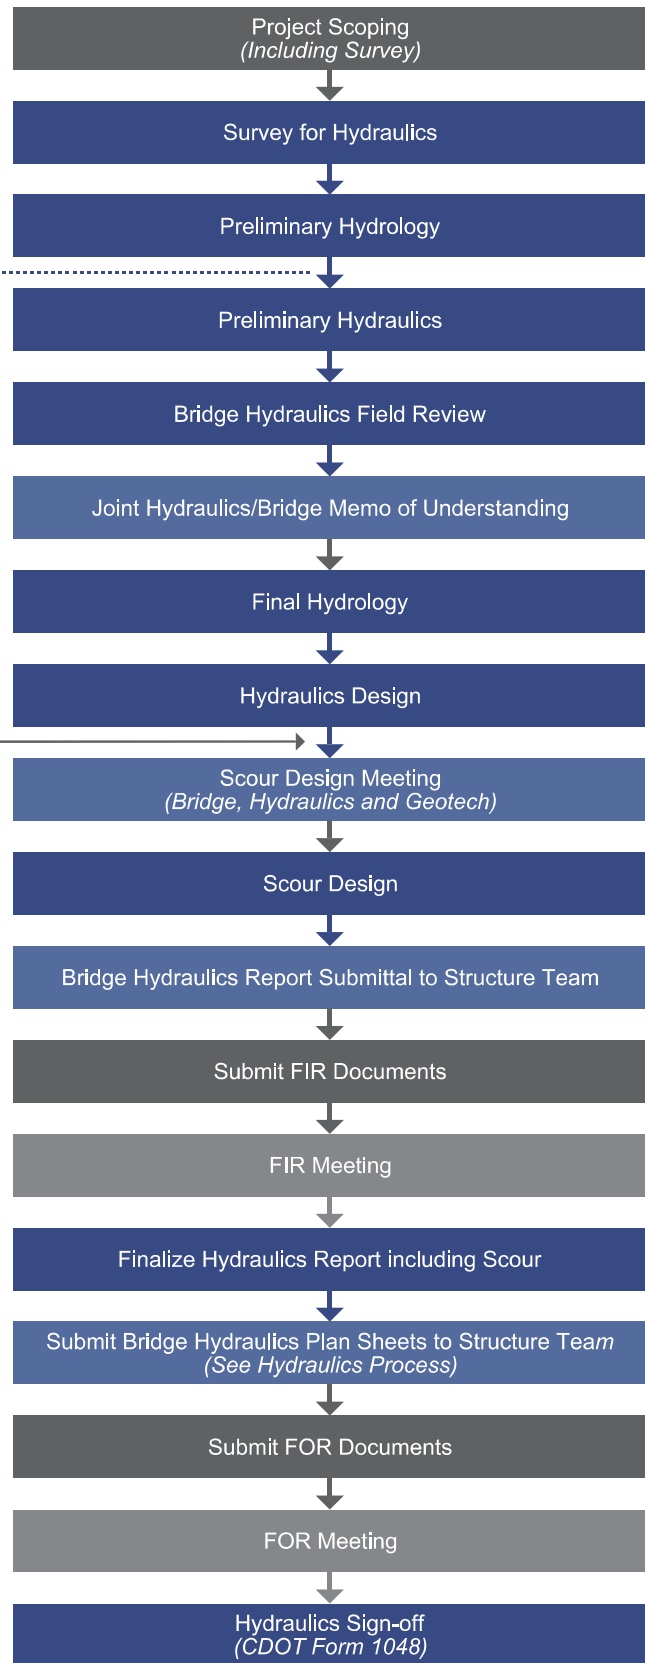 Project Scoping
(Including Survey)
Survey for Hydraulics
Preliminary Hydrology
Preliminary Hydraulics
Bridge Hydraulics Field Review
Joint Hydraulics/Bridge Memo of Understanding
Final Hydrology
Hydraulics Design
Scour Design Meeting
(Bridge, Hydraulics and Geotech)
Scour Design
Bridge Hydraulics Report Submittal to Structure Team
Submit FIR Documents
FIR Meeting
Finalize Hydraulics Report including Scour
Submit Bridge Hydraulics Plan Sheets to Structure Team
(See Hydraulics Process)
Submit FOR Documents
FOR Meeting
Hydraulics Sign-off
(CDOT Form 1048)